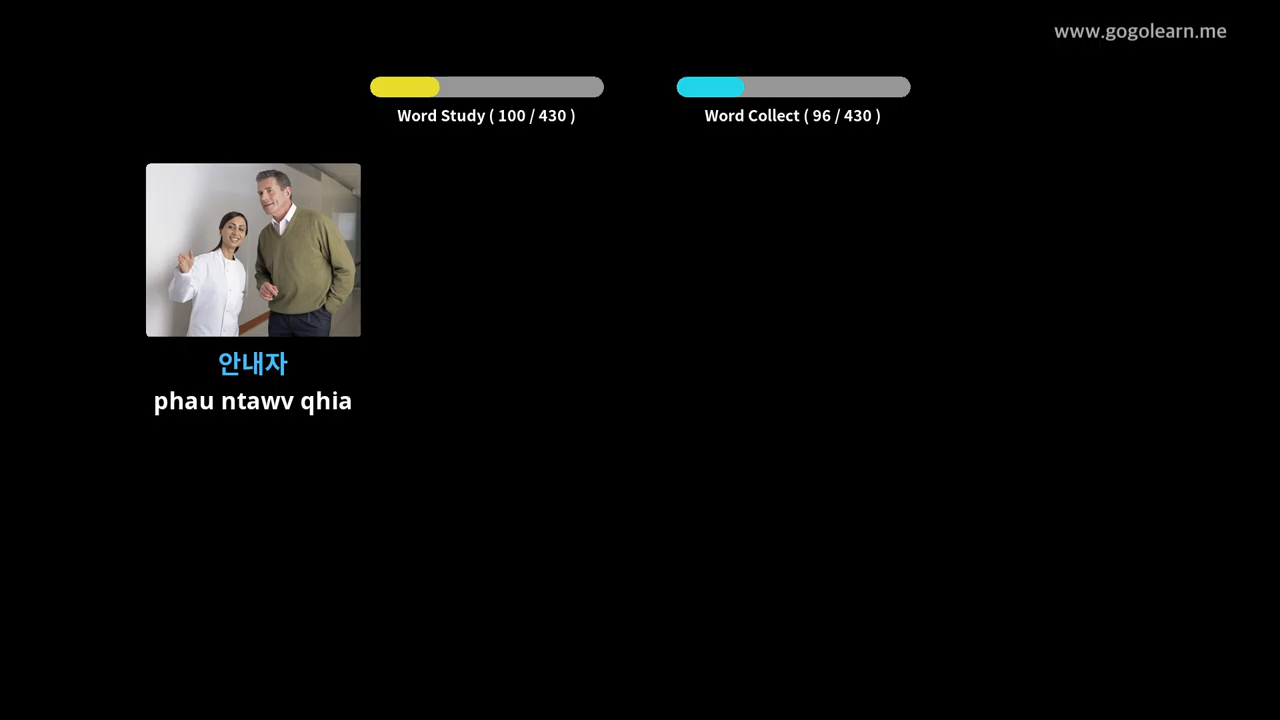 www.gogolearn.me
Word Study ( 100 / 430 )
Word Collect ( 96 / 430 )
안내자
phau ntawv qhia